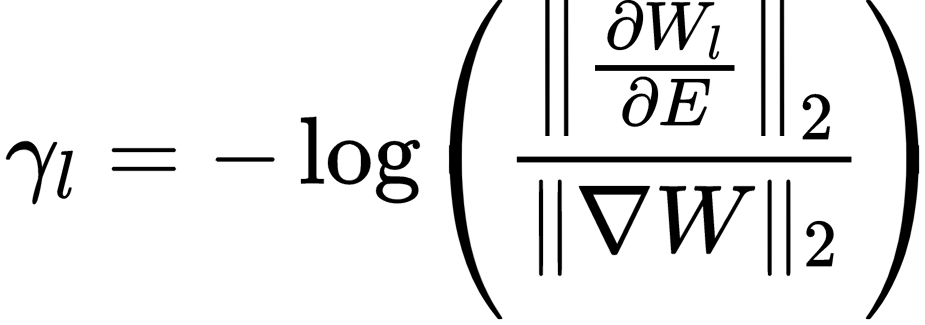 γ_l = − log ( ‖ ∂W_l / ∂E ‖_2 / ‖∇W‖_2 )